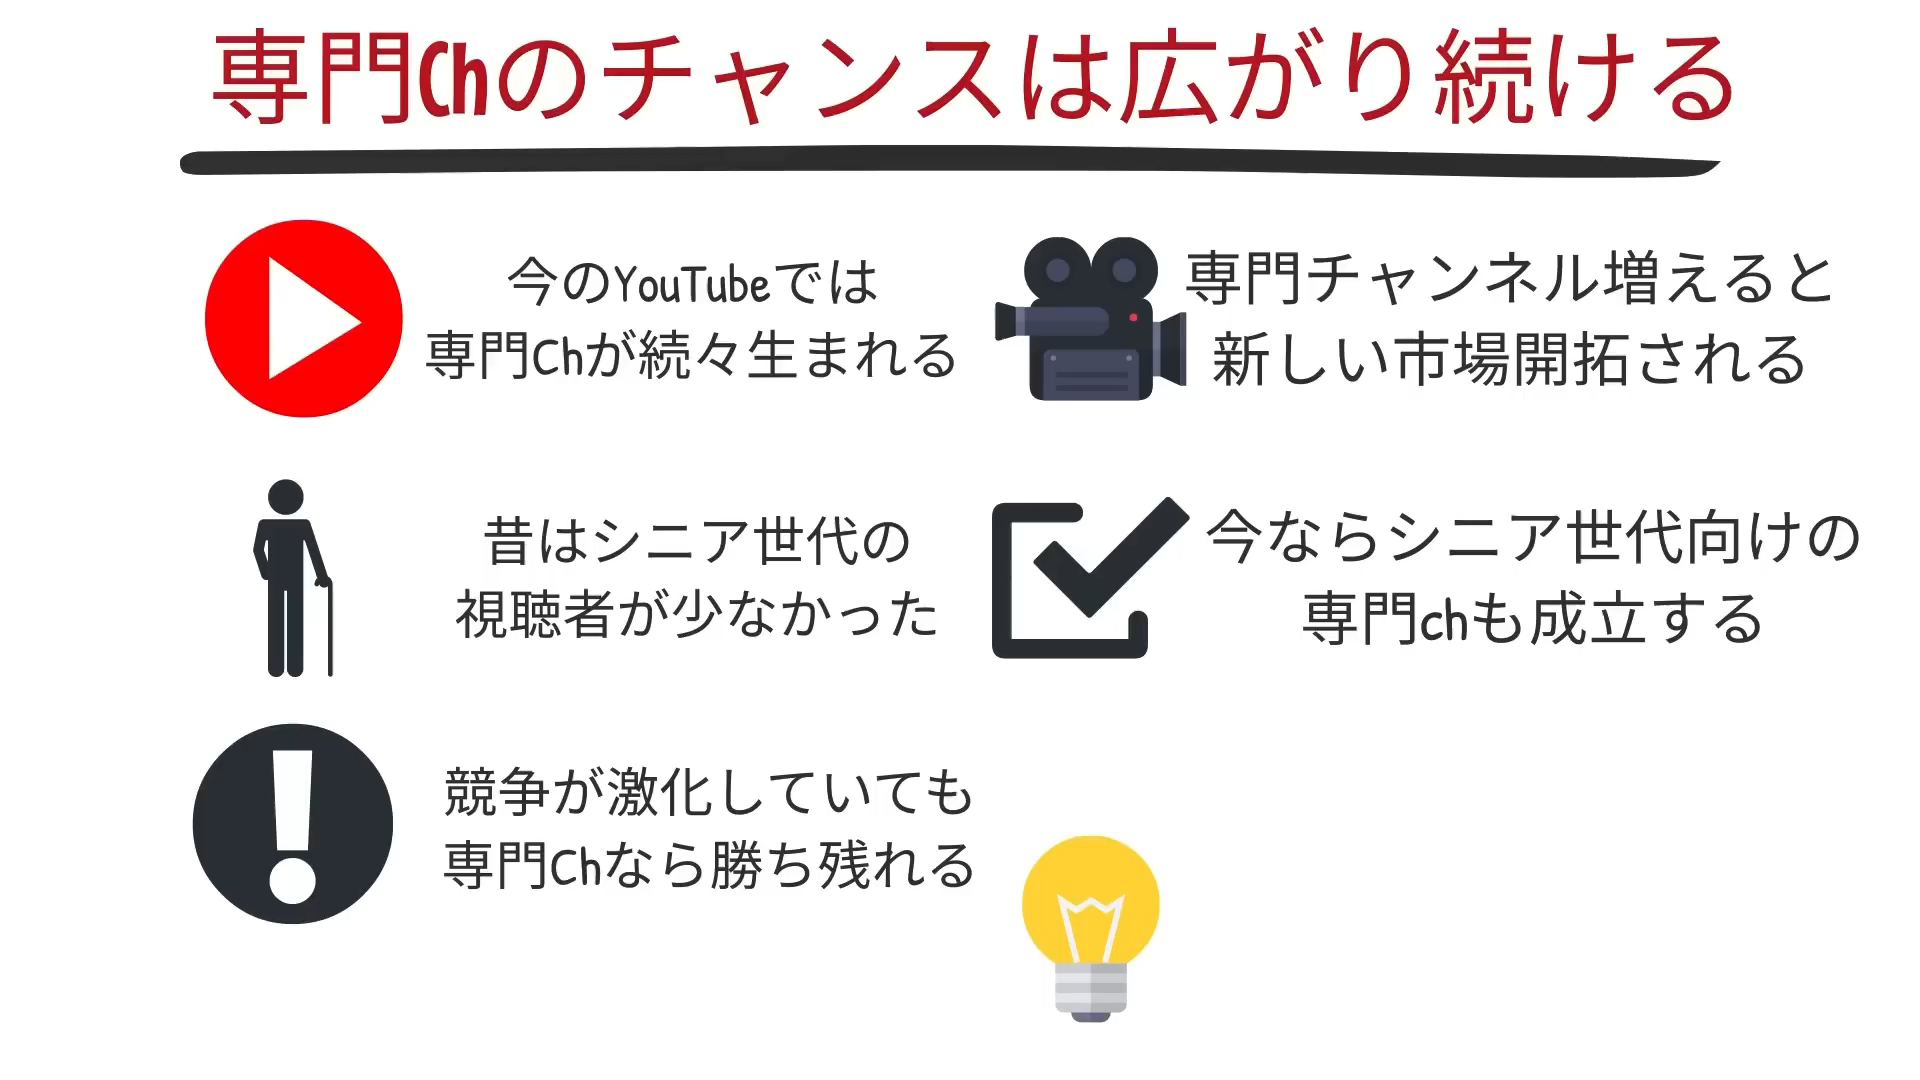 専門Chのチャンスは広がり続ける
今のYouTubeでは
専門Chが続々生まれる
専門チャンネル増えると
新しい市場開拓される
昔はシニア世代の
視聴者が少なかった
今ならシニア世代向けの
専門chも成立する
競争が激化していても
専門Chなら勝ち残れる